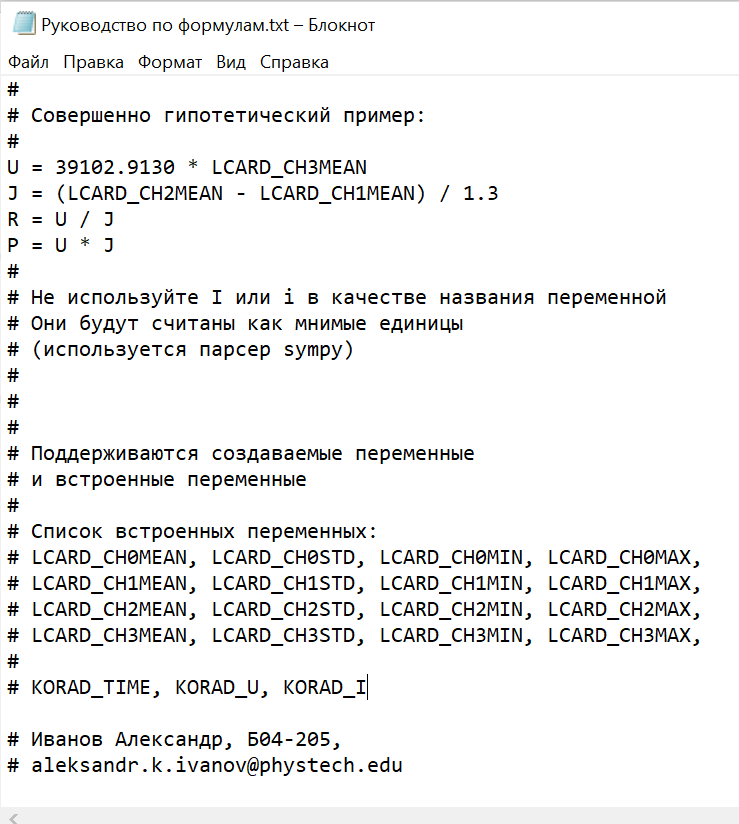 Руководство по формулам.txt – Блокнот
Файл Правка Формат Вид Справка
#
# Совершенно гипотетический пример:
#
U = 39102.9130 * LCARD_CH3MEAN
J = (LCARD_CH2MEAN - LCARD_CH1MEAN) / 1.3
R = U / J
P = U * J
#
# Не используйте I или i в качестве названия переменной
# Они будут считаны как мнимые единицы
# (используется парсер sympy)
#
#
#
# Поддерживаются создаваемые переменные
# и встроенные переменные
#
# Список встроенных переменных:
# LCARD_CH0MEAN, LCARD_CH0STD, LCARD_CH0MIN, LCARD_CH0MAX,
# LCARD_CH1MEAN, LCARD_CH1STD, LCARD_CH1MIN, LCARD_CH1MAX,
# LCARD_CH2MEAN, LCARD_CH2STD, LCARD_CH2MIN, LCARD_CH2MAX,
# LCARD_CH3MEAN, LCARD_CH3STD, LCARD_CH3MIN, LCARD_CH3MAX,
#
# KORAD_TIME, KORAD_U, KORAD_I
# Иванов Александр, Б04-205,
# aleksandr.k.ivanov@phystech.edu